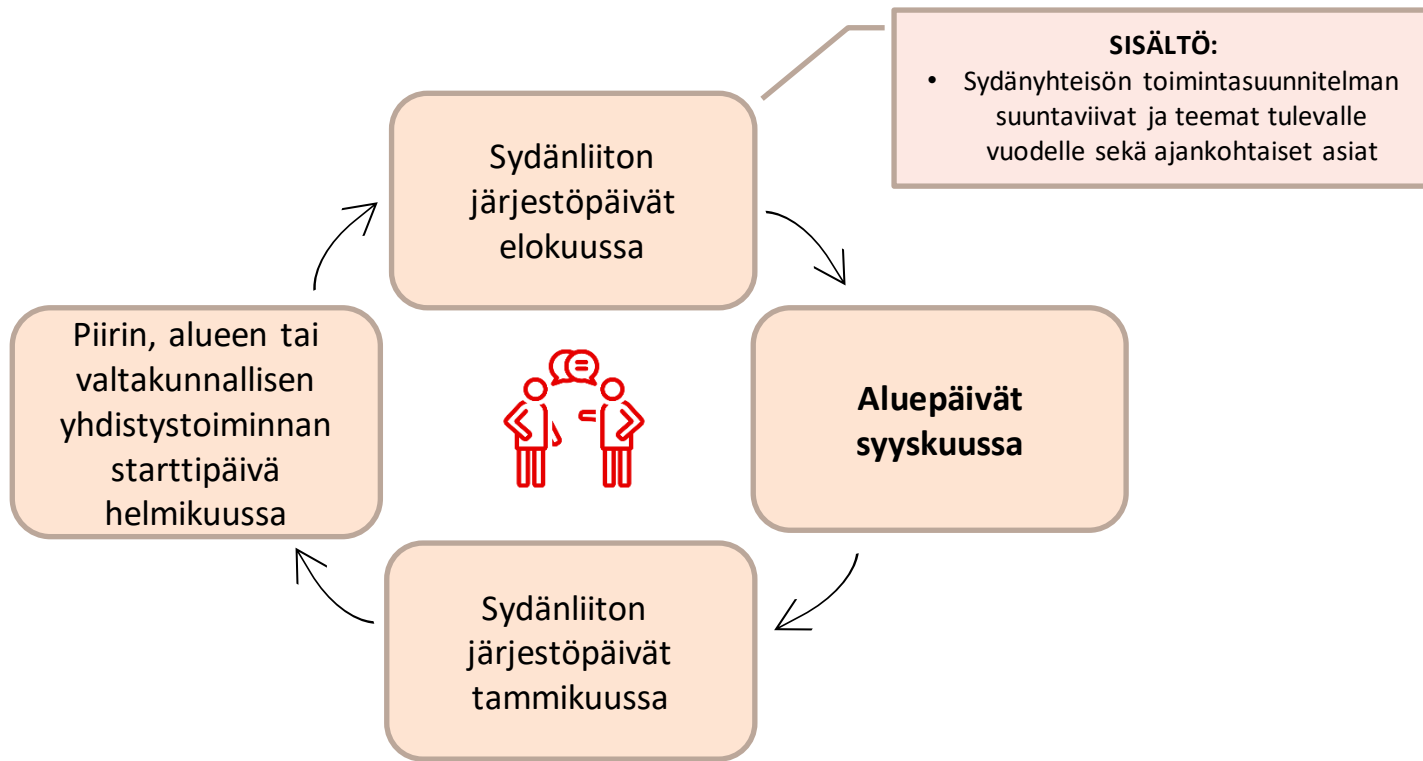 SISÄLTÖ:
• Sydänyhteisön toimintasuunnitelman
suuntaviivat ja teemat tulevalle
vuodelle sekä ajankohtaiset asiat
Sydänliiton
järjestöpäivät
elokuussa
Aluepäivät
syyskuussa
Sydänliiton
järjestöpäivät
tammikuussa
Piirin, alueen tai
valtakunnallisen
yhdistystoiminnan
starttipäivä
helmikuussa